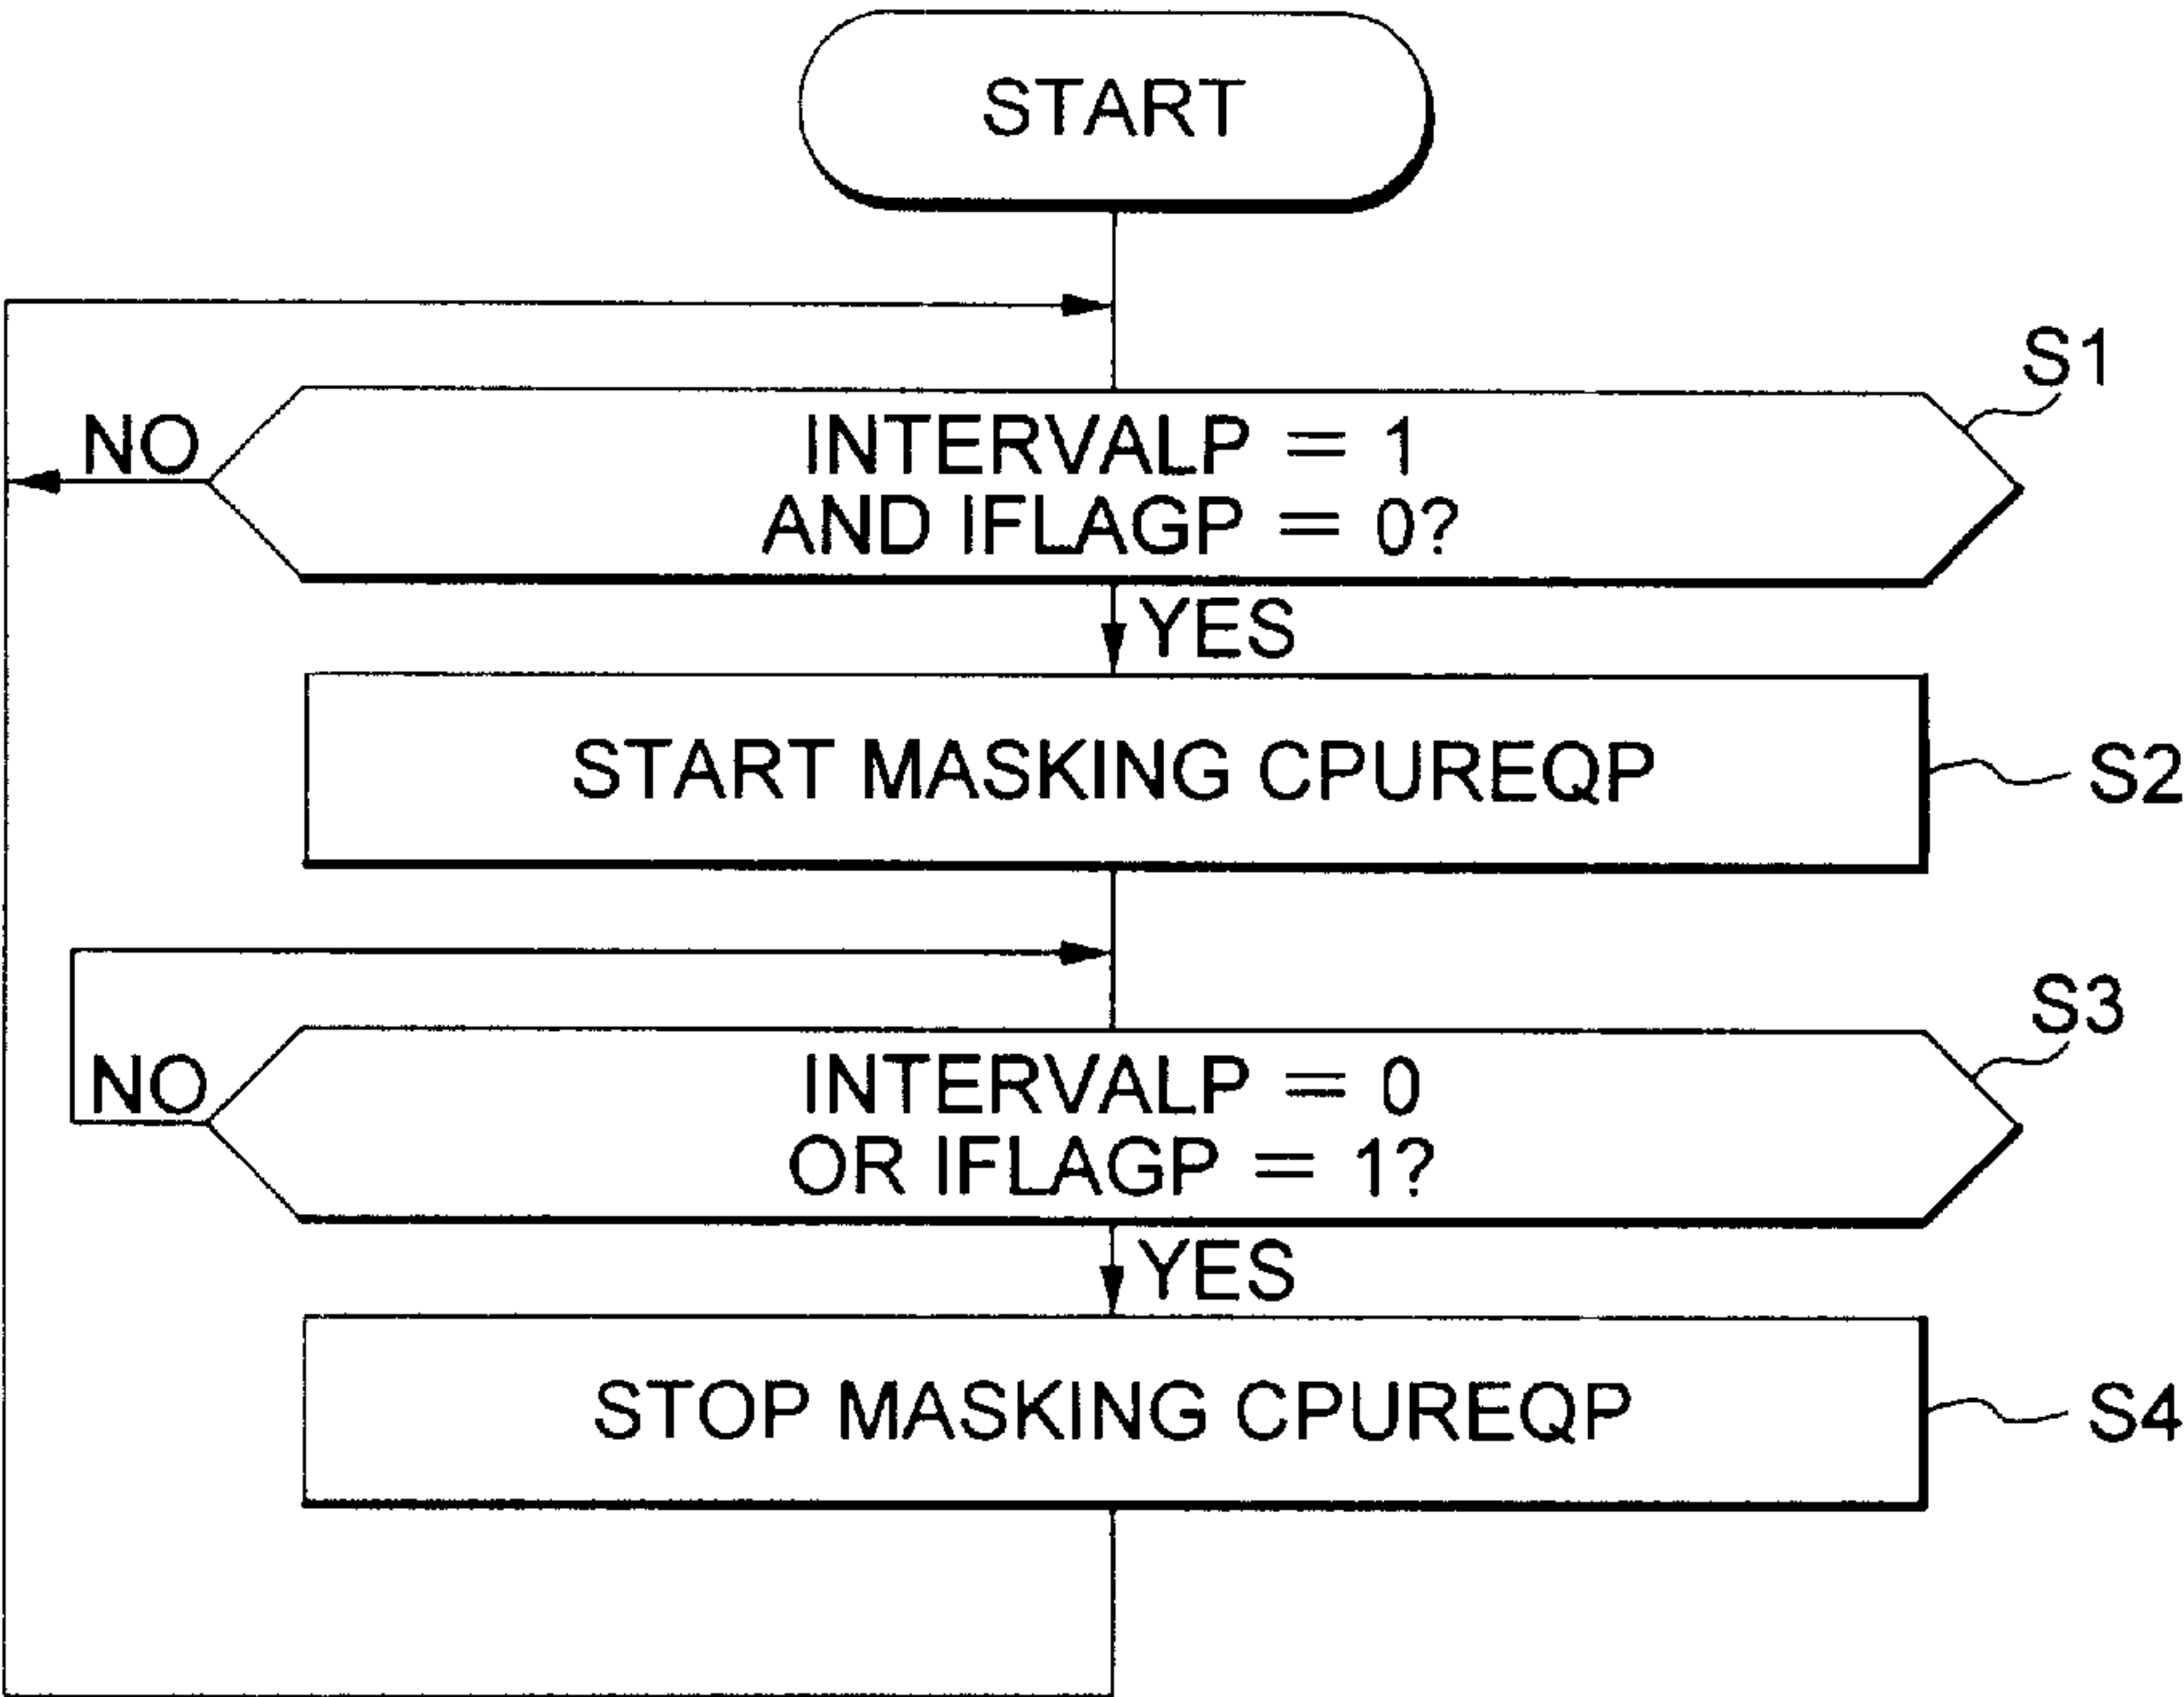 START
S1
NO
INTERVALP = 1
AND IFLAGP = 0?
YES
START MASKING CPUREQP
S2
S3
NO
INTERVALP = 0
OR IFLAGP = 1?
YES
STOP MASKING CPUREQP
S4